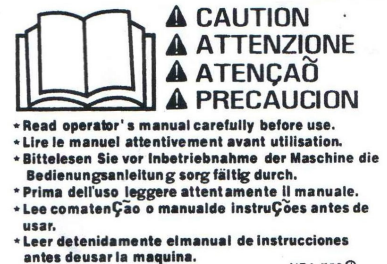 CAUTION
ATTENZIONE
ATENÇAÕ
PRECAUCION
* Read operator's manual carefully before use.
* Lire le manuel attentivement avant utilisation.
* Bittelesen Sie vor Inbetriebnahme der Maschine die
Bedienungsanleitung sorg fältig durch.
* Prima dell'uso leggere attentamente il manuale.
* Lee comatenÇão o manualde instruÇões antes de
usar.
* Leer detenidamente elmanual de Instrucciones
antes deusar la maquina.